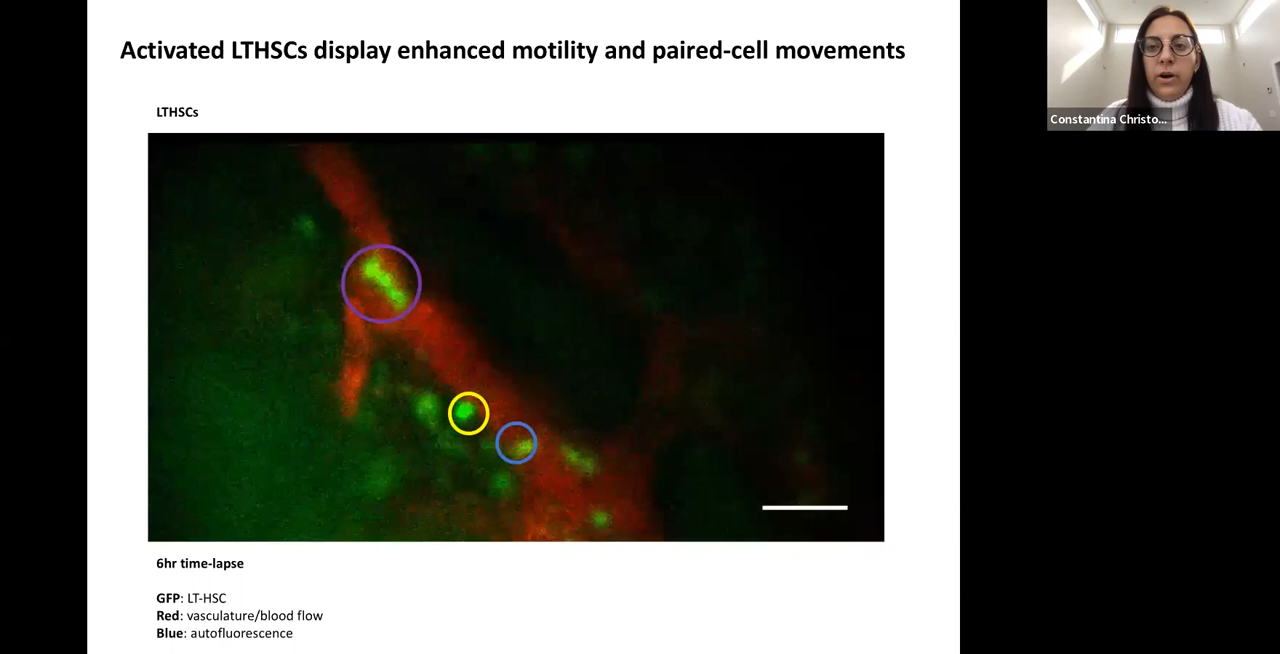 Activated LTHSCs display enhanced motility and paired-cell movements
Constantina Christo...
LTHSCs
6hr time-lapse
GFP: LT-HSC
Red: vasculature/blood flow
Blue: autofluorescence